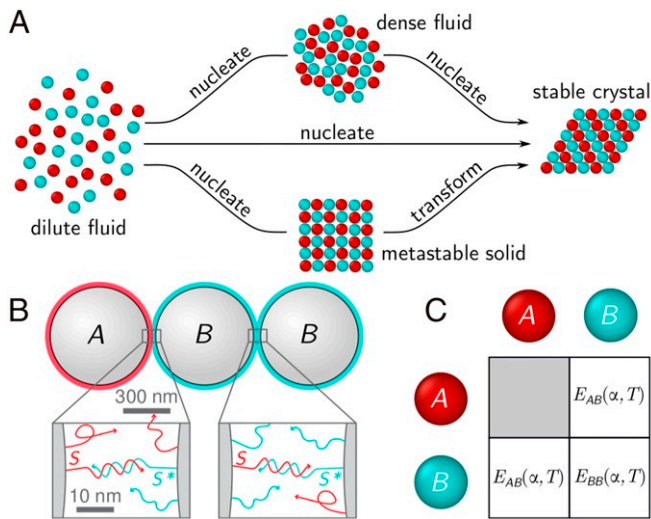 A
dense fluid
nucleate
nucleate
stable crystal
nucleate
nucleate
transform
dilute fluid
metastable solid
B
A
B
B
300 nm
S
S*
10 nm
S
S*
C
A
B
A
E_AB(α, T)
B
E_AB(α, T)
E_BB(α, T)